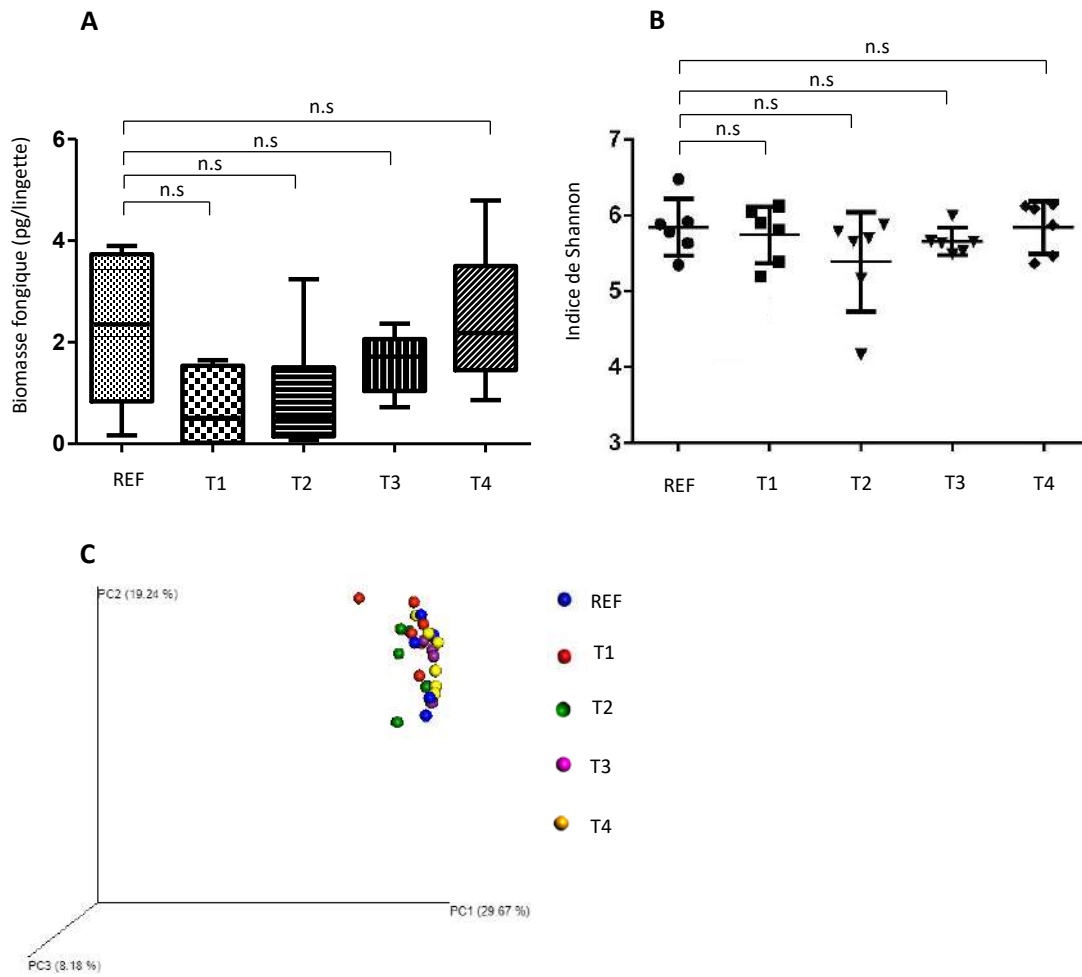 A
n.s
n.s
n.s
n.s
Biomasse fongique (pg/lingette)
6
4
2
0
REF T1 T2 T3 T4
B
n.s
n.s
n.s
n.s
Indice de Shannon
7
6
5
4
3
REF T1 T2 T3 T4
C
PC2 (19.24 %)
PC1 (29.67 %)
PC3 (8.18 %)
REF
T1
T2
T3
T4